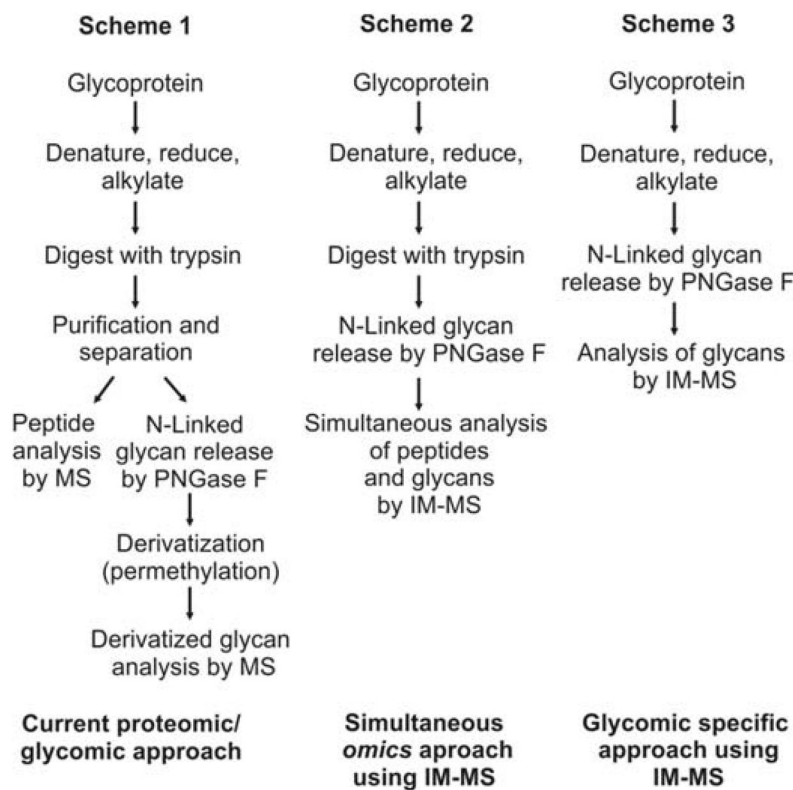 Scheme 1
Glycoprotein
Denature, reduce,
alkylate
Digest with trypsin
Purification and
separation
Peptide
analysis
by MS
N-Linked
glycan release
by PNGase F
Derivatization
(permethylation)
Derivatized glycan
analysis by MS
Current proteomic/
glycomic approach
Scheme 2
Glycoprotein
Denature, reduce,
alkylate
Digest with trypsin
N-Linked glycan
release by PNGase F
Simultaneous analysis
of peptides
and glycans
by IM-MS
Simultaneous
omics aproach
using IM-MS
Scheme 3
Glycoprotein
Denature, reduce,
alkylate
N-Linked glycan
release by PNGase F
Analysis of glycans
by IM-MS
Glycomic specific
approach using
IM-MS